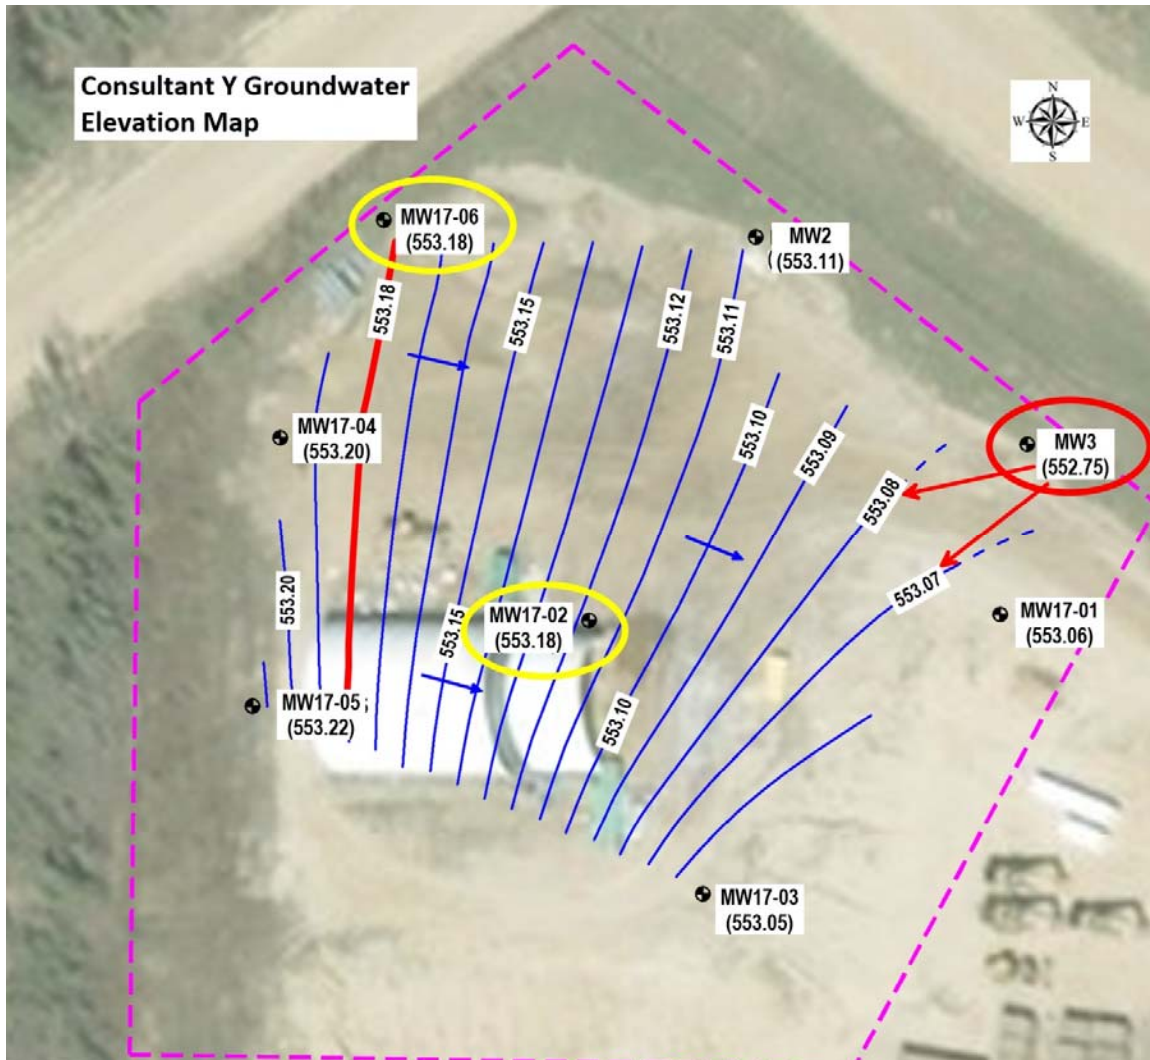 Consultant Y Groundwater
Elevation Map
N
W
E
S
MW17-06
(553.18)
MW2
(553.11)
553.18
553.15
553.12
553.11
MW17-04
(553.20)
553.10
553.09
MW3
(552.75)
553.08
553.20
553.15
MW17-02
(553.18)
553.07
MW17-01
(553.06)
MW17-05
(553.22)
553.10
MW17-03
(553.05)